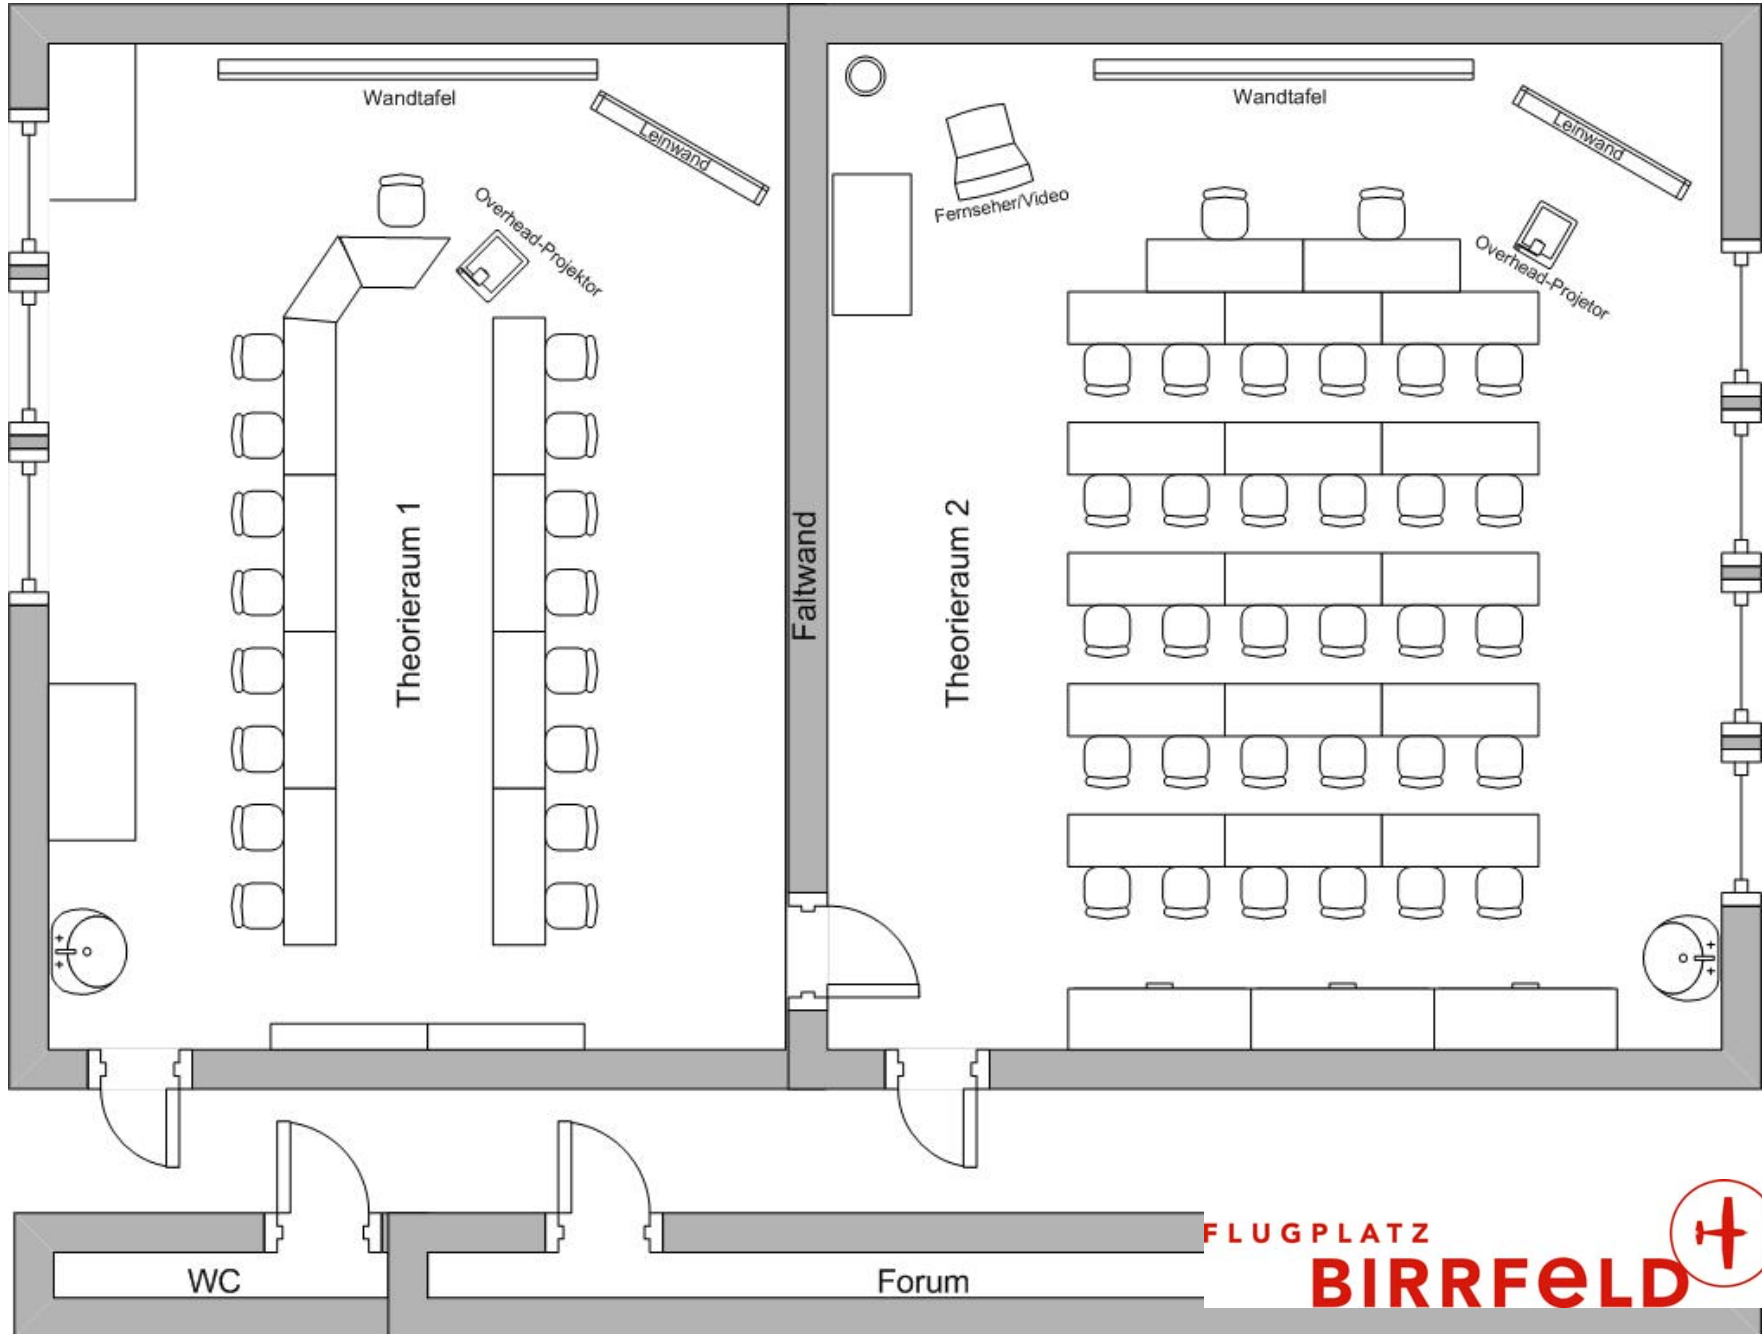 Wandtafel
Leinwand
Overhead-Projektor
Theorieraum 1
Faltwand
Wandtafel
Leinwand
Fernseher/Video
Overhead-Projetor
Theorieraum 2
WC
Forum
FLUGPLATZ
BIRRFELD